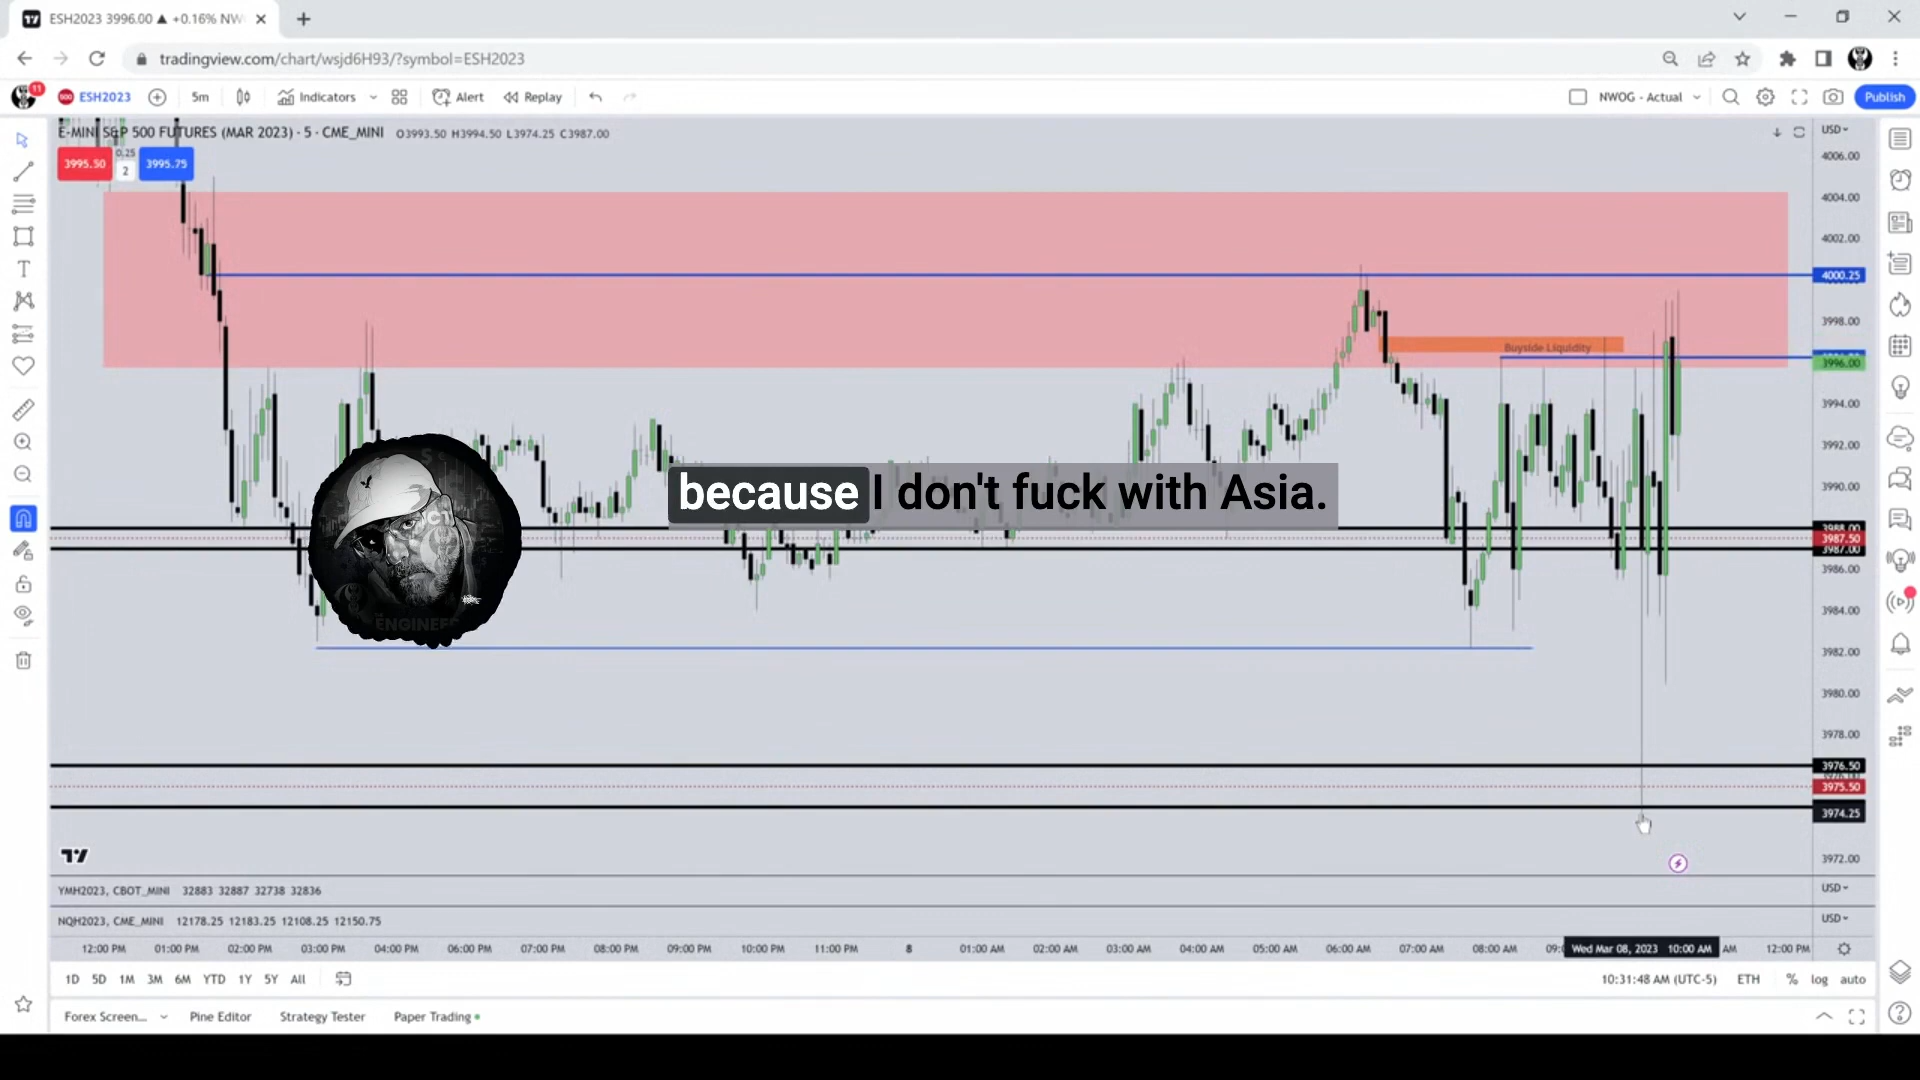 ESH2023 3996.00 ▲ +0.16% NW
tradingview.com/chart/wsjd6H93/?symbol=ESH2023
11
500 ESH2023 5m Indicators Alert Replay NWOG - Actual Publish
E-MINI S&P 500 FUTURES (MAR 2023) · 5 · CME_MINI O3993.50 H3994.50 L3974.25 C3987.00
USD
3995.50 0.25 2 3995.75
4006.00
4004.00
4002.00
4000.25
3998.00
Buyside Liquidity
3996.00
3994.00
3992.00
because I don't fuck with Asia.
3990.00
3988.00
3987.50
3987.00
3986.00
3984.00
ENGINEE
3982.00
3980.00
3978.00
3976.50
3975.50
3974.25
3972.00
YMH2023, CBOT_MINI 32883 32887 32738 32836 USD
NQH2023, CME_MINI 12178.25 12183.25 12108.25 12150.75 USD
12:00 PM 01:00 PM 02:00 PM 03:00 PM 04:00 PM 06:00 PM 07:00 PM 08:00 PM 09:00 PM 10:00 PM 11:00 PM 8 01:00 AM 02:00 AM 03:00 AM 04:00 AM 05:00 AM 06:00 AM 07:00 AM 08:00 AM 09: Wed Mar 08, 2023 10:00 AM AM 12:00 PM
1D 5D 1M 3M 6M YTD 1Y 5Y All 10:31:48 AM (UTC-5) ETH % log auto
Forex Screen... Pine Editor Strategy Tester Paper Trading